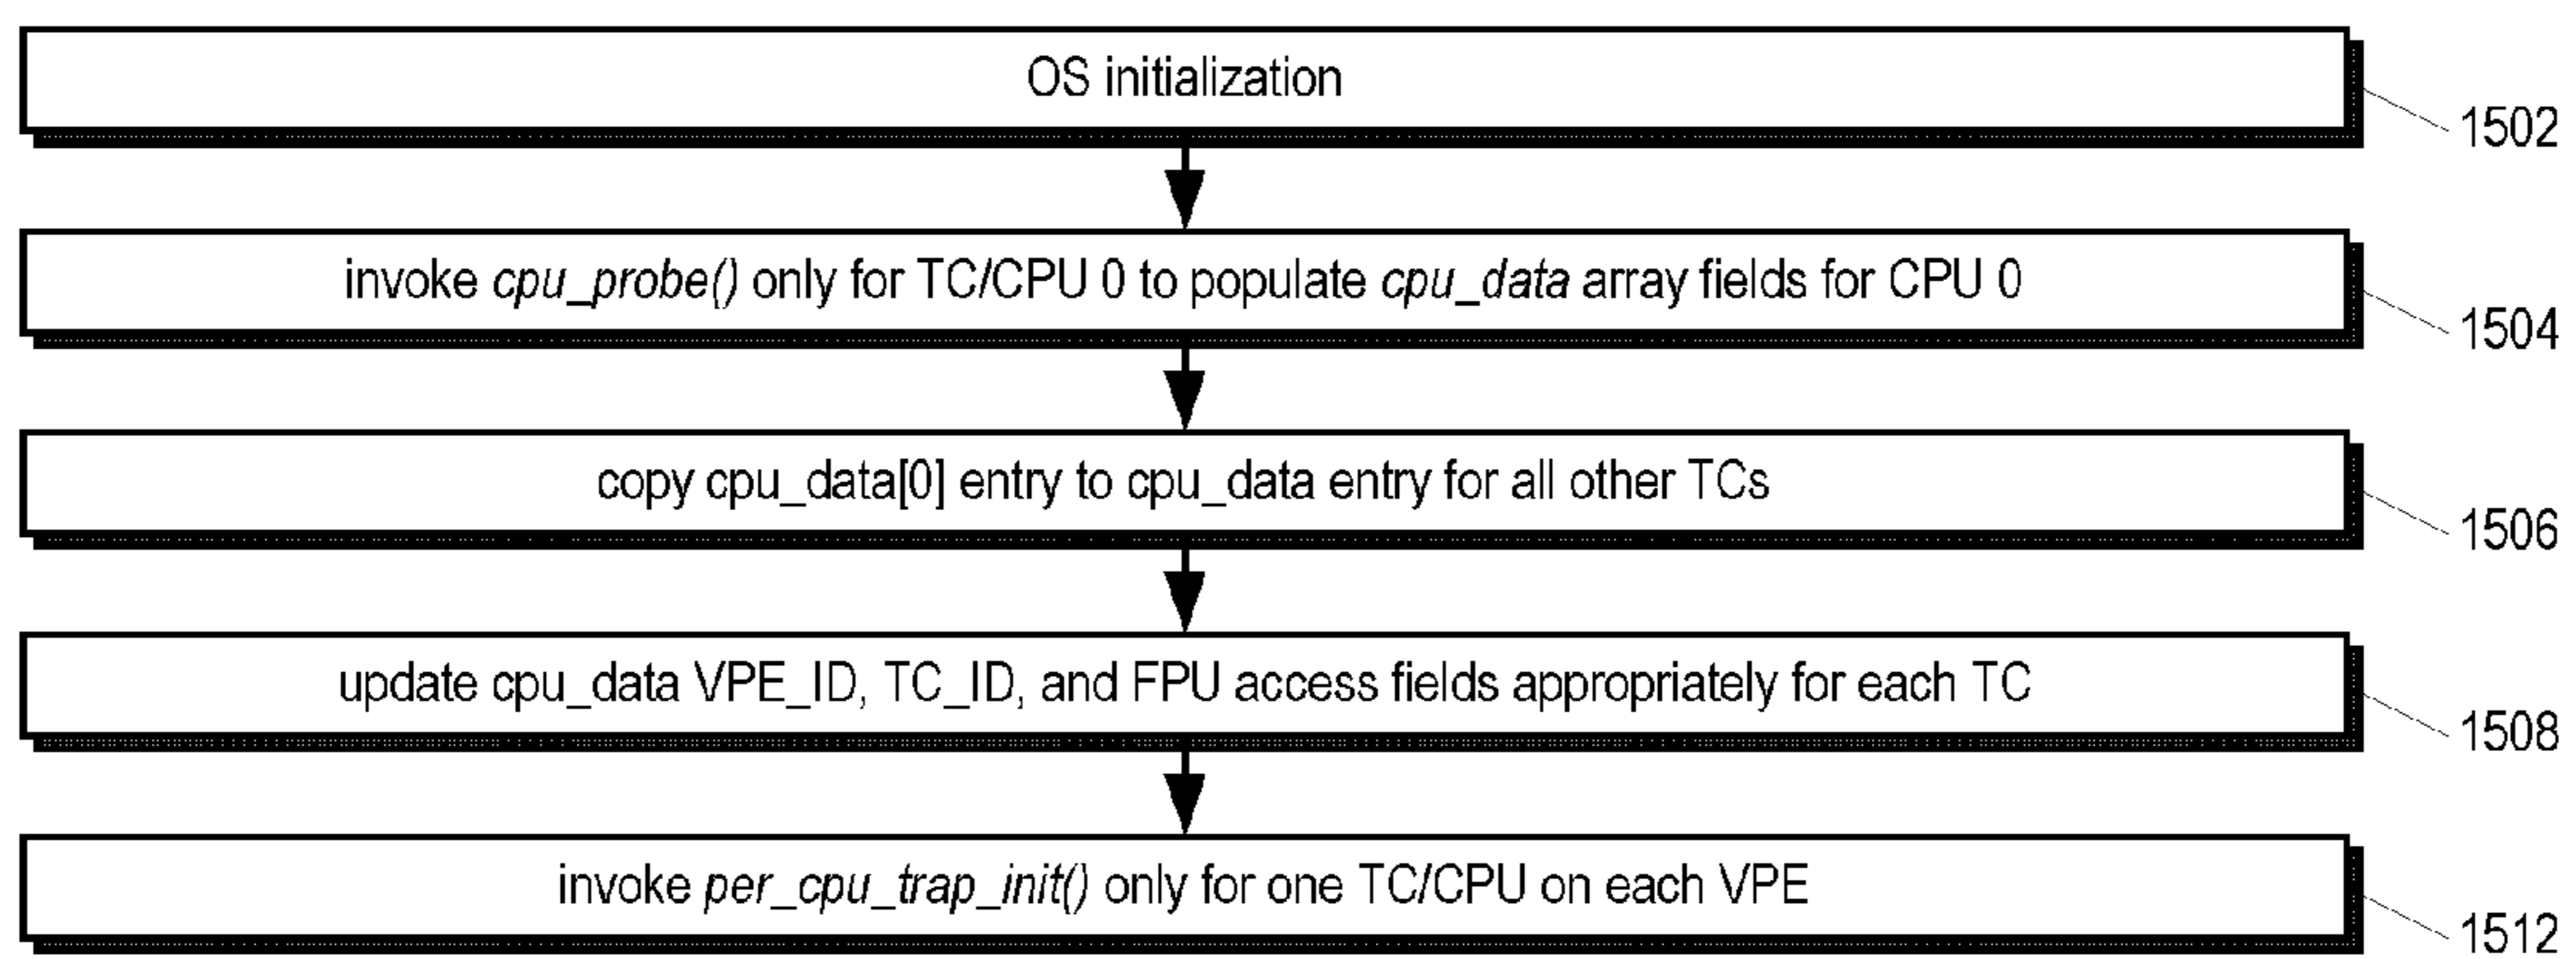 OS initialization
1502
invoke cpu_probe() only for TC/CPU 0 to populate cpu_data array fields for CPU 0
1504
copy cpu_data[0] entry to cpu_data entry for all other TCs
1506
update cpu_data VPE_ID, TC_ID, and FPU access fields appropriately for each TC
1508
invoke per_cpu_trap_init() only for one TC/CPU on each VPE
1512